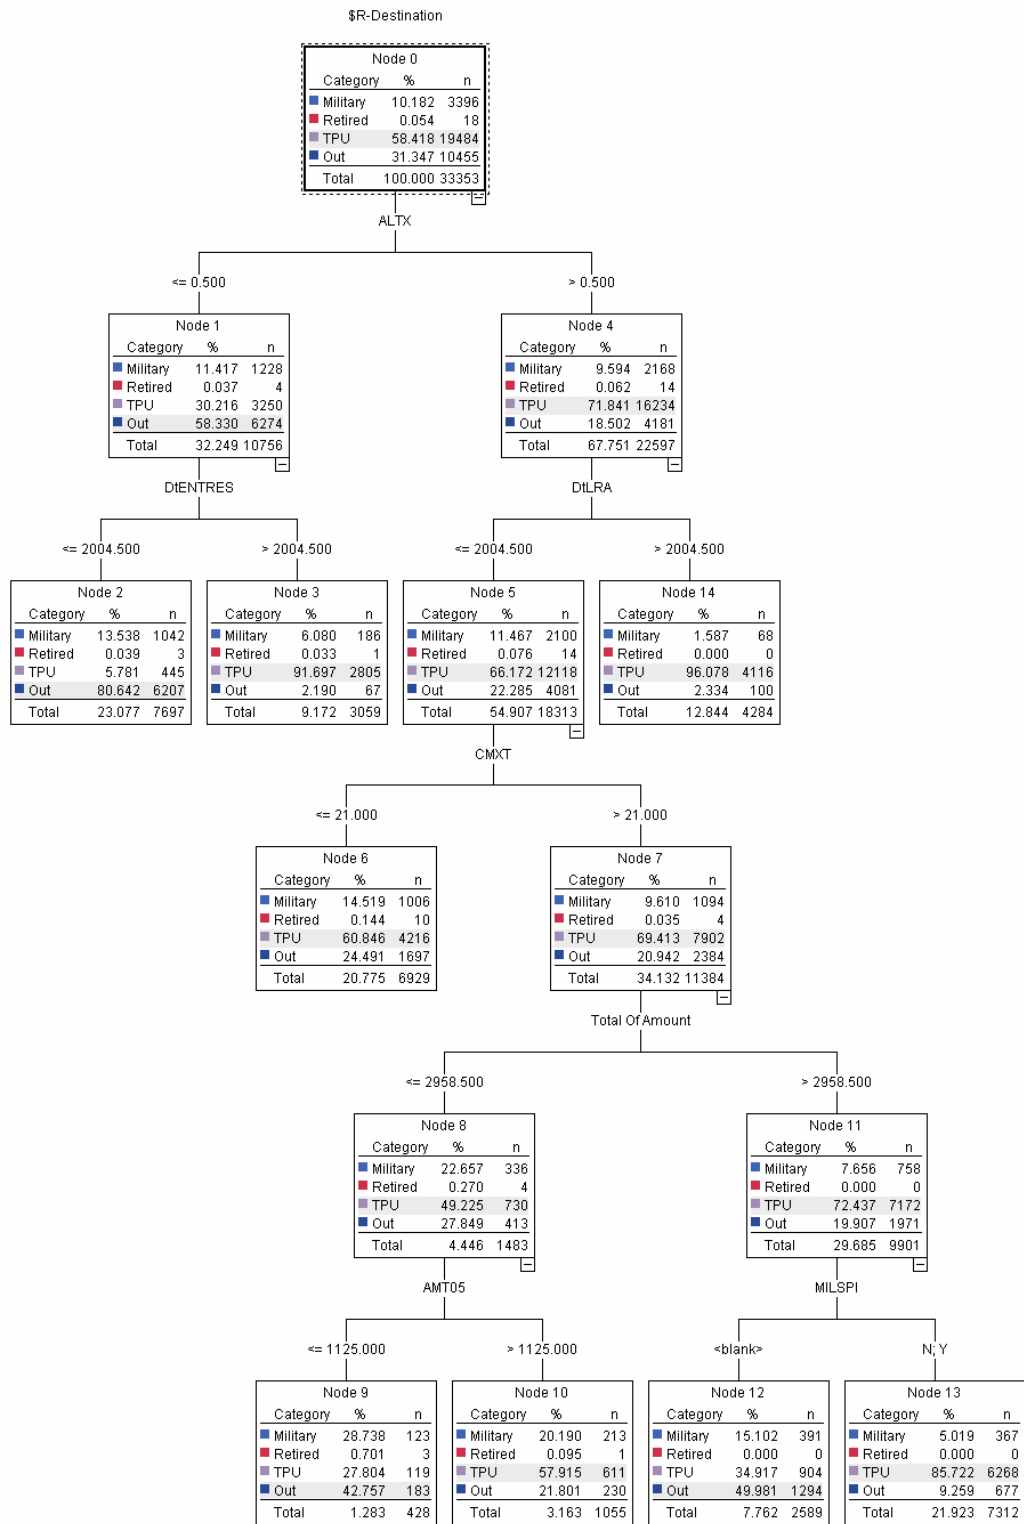 $R-Destination
Node 0
Category % n
Military 10.182 3396
Retired 0.054 18
TPU 58.418 19484
Out 31.347 10455
Total 100.000 33353
ALTX
<= 0.500
> 0.500
Node 1
Category % n
Military 11.417 1228
Retired 0.037 4
TPU 30.216 3250
Out 58.330 6274
Total 32.249 10756
Node 4
Category % n
Military 9.594 2168
Retired 0.062 14
TPU 71.841 16234
Out 18.502 4181
Total 67.751 22597
DtENTRES
DtLRA
<= 2004.500
> 2004.500
<= 2004.500
> 2004.500
Node 2
Category % n
Military 13.538 1042
Retired 0.039 3
TPU 5.781 445
Out 80.642 6207
Total 23.077 7697
Node 3
Category % n
Military 6.080 186
Retired 0.033 1
TPU 91.697 2805
Out 2.190 67
Total 9.172 3059
Node 5
Category % n
Military 11.467 2100
Retired 0.076 14
TPU 66.172 12118
Out 22.285 4081
Total 54.907 18313
Node 14
Category % n
Military 1.587 68
Retired 0.000 0
TPU 96.078 4116
Out 2.334 100
Total 12.844 4284
CMXT
<= 21.000
> 21.000
Node 6
Category % n
Military 14.519 1006
Retired 0.144 10
TPU 60.846 4216
Out 24.491 1697
Total 20.775 6929
Node 7
Category % n
Military 9.610 1094
Retired 0.035 4
TPU 69.413 7902
Out 20.942 2384
Total 34.132 11384
Total Of Amount
<= 2958.500
> 2958.500
Node 8
Category % n
Military 22.657 336
Retired 0.270 4
TPU 49.225 730
Out 27.849 413
Total 4.446 1483
Node 11
Category % n
Military 7.656 758
Retired 0.000 0
TPU 72.437 7172
Out 19.907 1971
Total 29.685 9901
AMT05
MILSPI
<= 1125.000
> 1125.000
<blank>
N; Y
Node 9
Category % n
Military 28.738 123
Retired 0.701 3
TPU 27.804 119
Out 42.757 183
Total 1.283 428
Node 10
Category % n
Military 20.190 213
Retired 0.095 1
TPU 57.915 611
Out 21.801 230
Total 3.163 1055
Node 12
Category % n
Military 15.102 391
Retired 0.000 0
TPU 34.917 904
Out 49.981 1294
Total 7.762 2589
Node 13
Category % n
Military 5.019 367
Retired 0.000 0
TPU 85.722 6268
Out 9.259 677
Total 21.923 7312